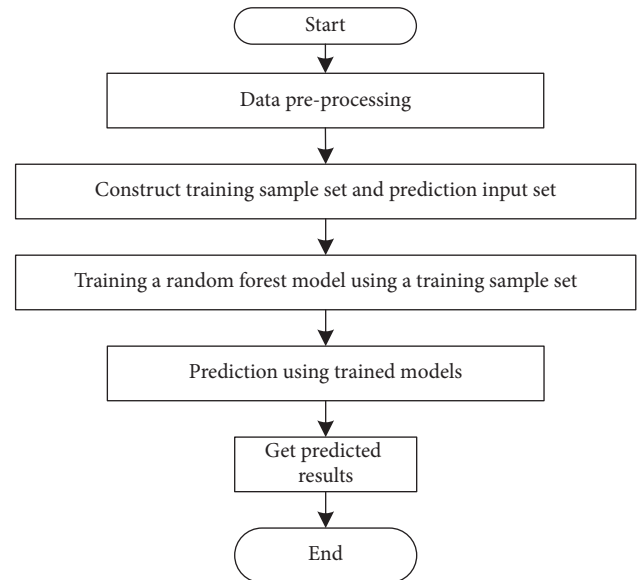 Start
Data pre-processing
Construct training sample set and prediction input set
Training a random forest model using a training sample set
Prediction using trained models
Get predicted
results
End